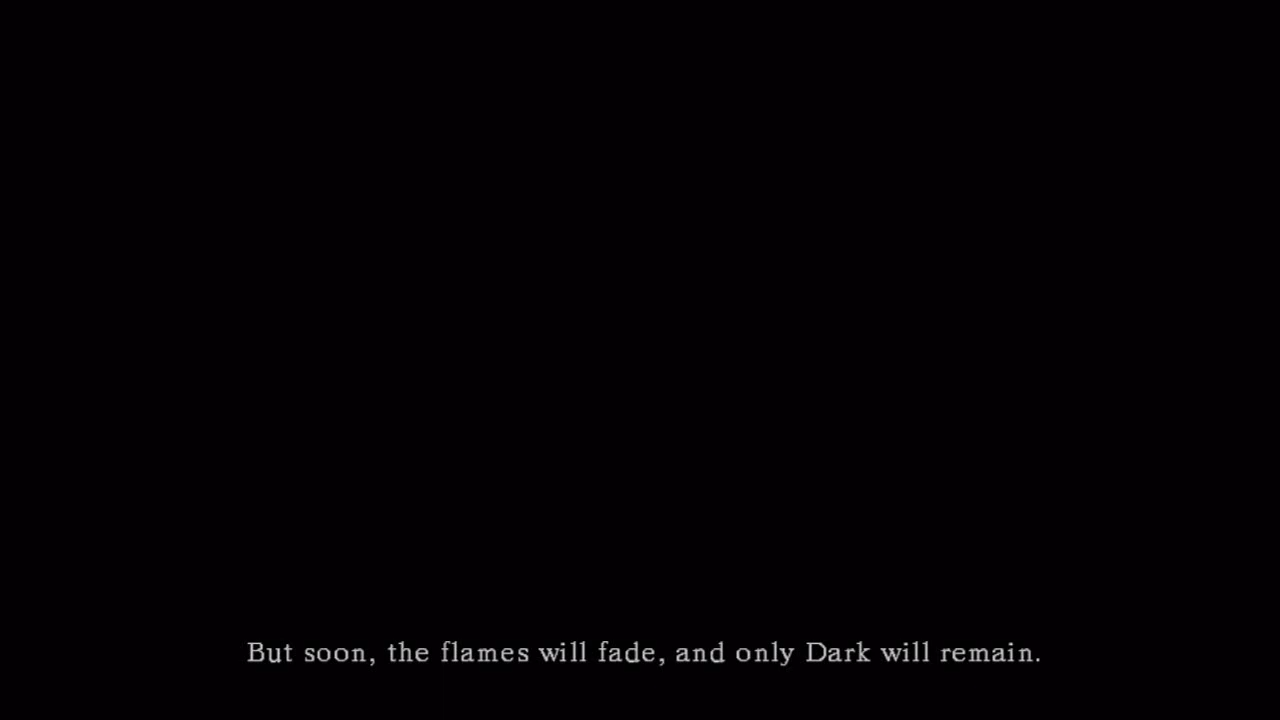 But soon, the flames will fade, and only Dark will remain.